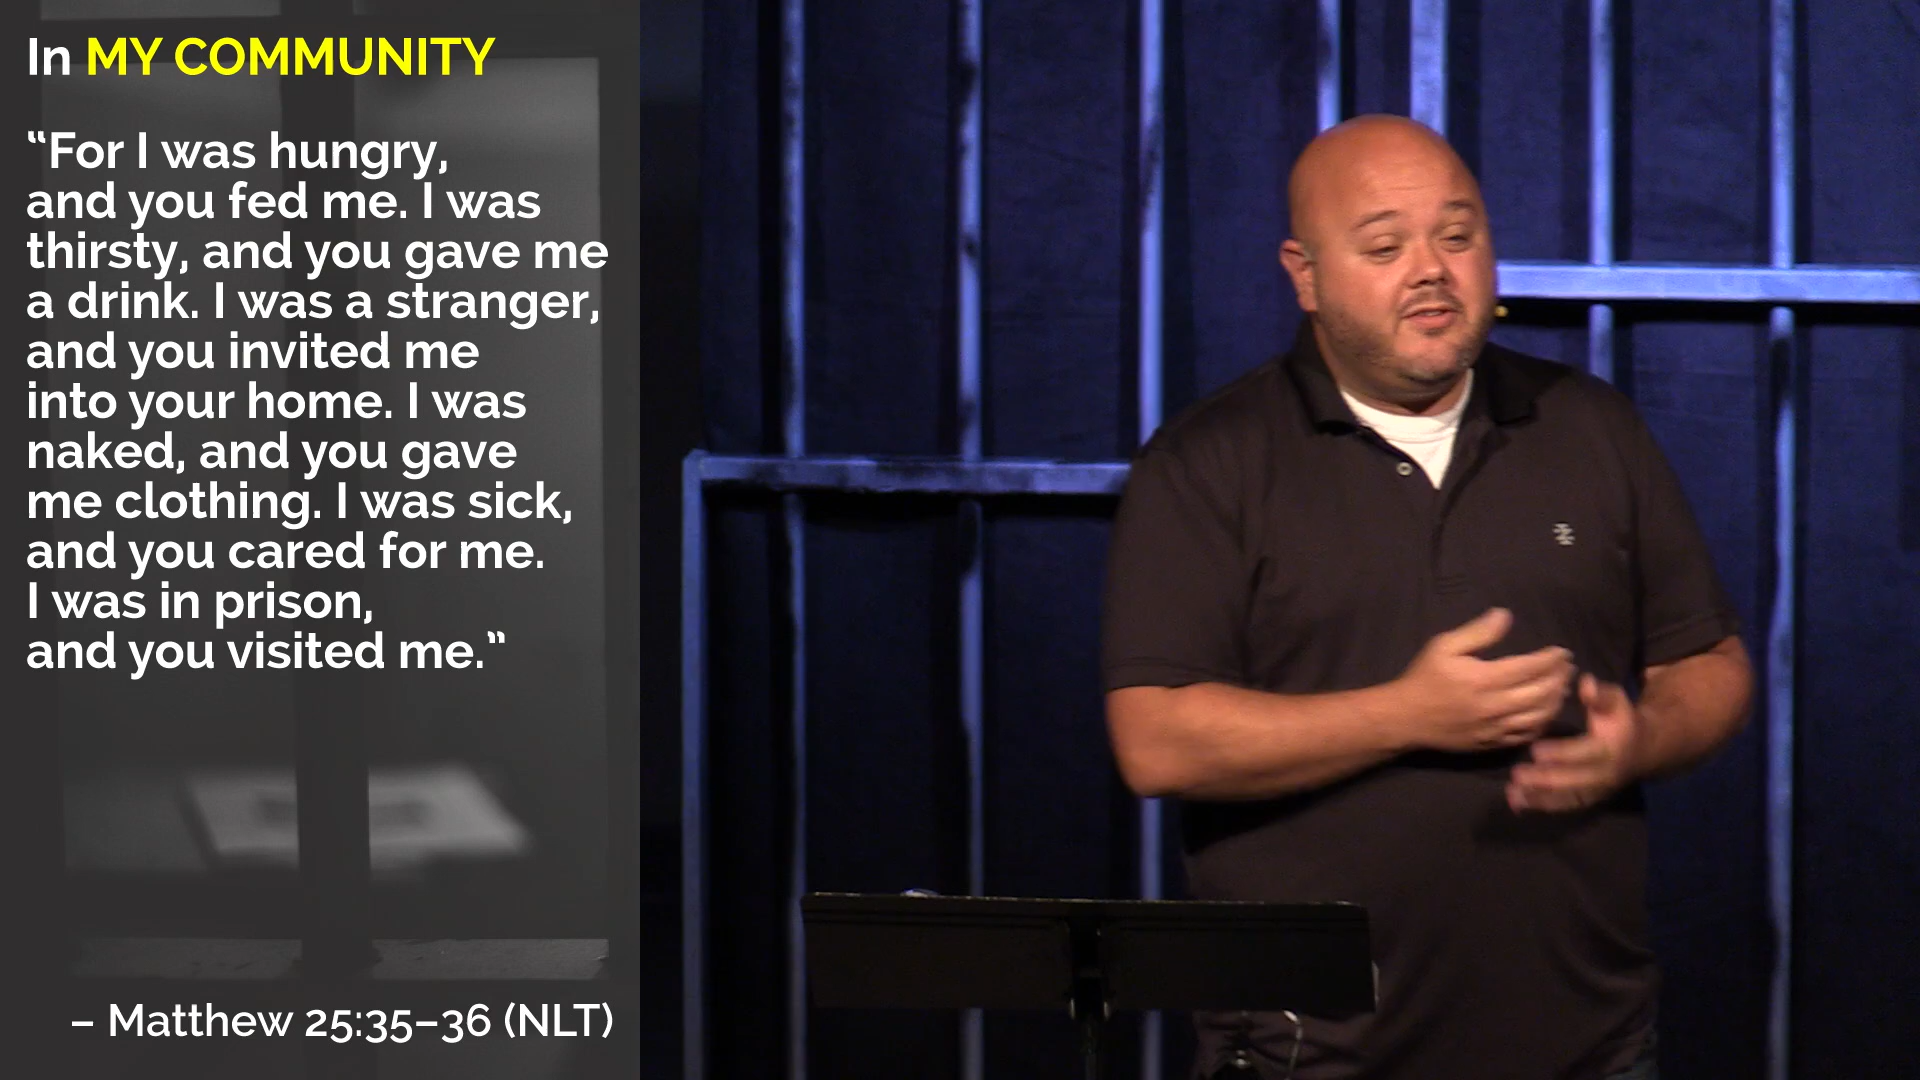 In MY COMMUNITY
“For I was hungry,
and you fed me. I was
thirsty, and you gave me
a drink. I was a stranger,
and you invited me
into your home. I was
naked, and you gave
me clothing. I was sick,
and you cared for me.
I was in prison,
and you visited me.”
– Matthew 25:35–36 (NLT)